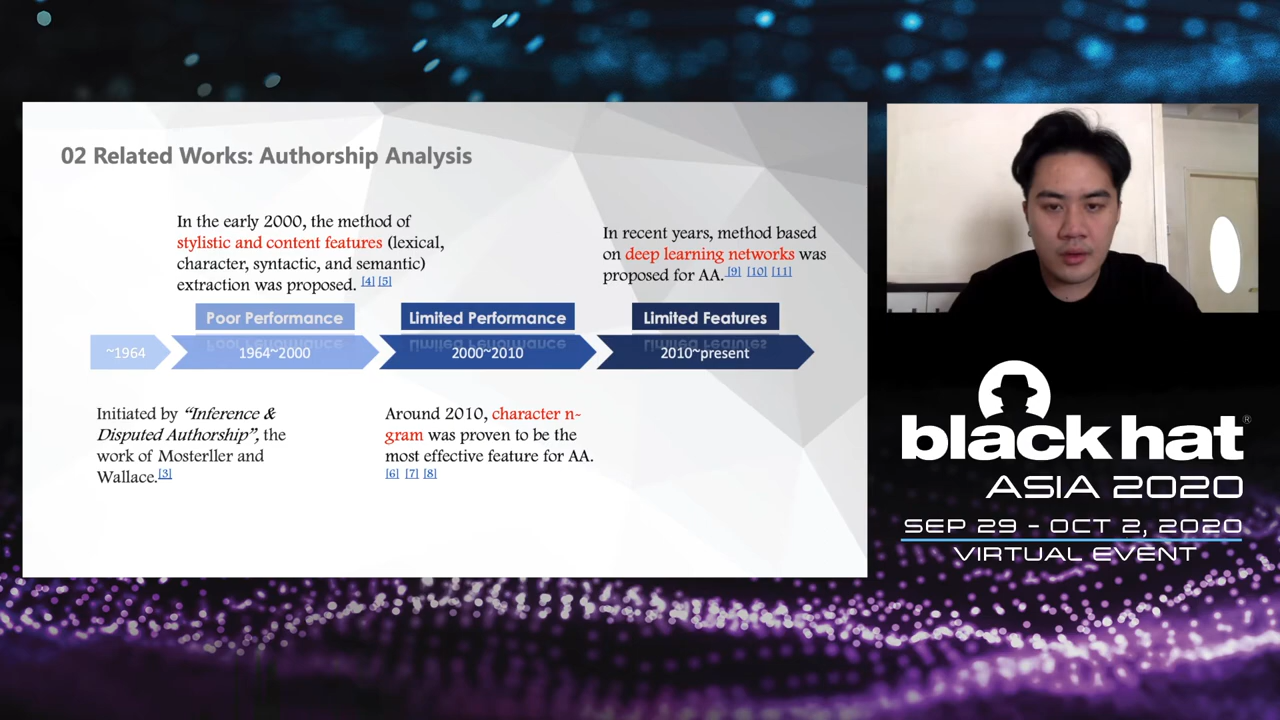 02 Related Works: Authorship Analysis
In the early 2000, the method of
stylistic and content features (lexical,
character, syntactic, and semantic)
extraction was proposed. [4] [5]
In recent years, method based
on deep learning networks was
proposed for AA. [9] [10] [11]
Poor Performance
Limited Performance
Limited Features
~1964
1964~2000
2000~2010
2010~present
Initiated by “Inference &
Disputed Authorship”, the
work of Mosterller and
Wallace.[3]
Around 2010, character n-
gram was proven to be the
most effective feature for AA.
[6] [7] [8]
black hat®
ASIA 2020
SEP 29 - OCT 2, 2020
VIRTUAL EVENT